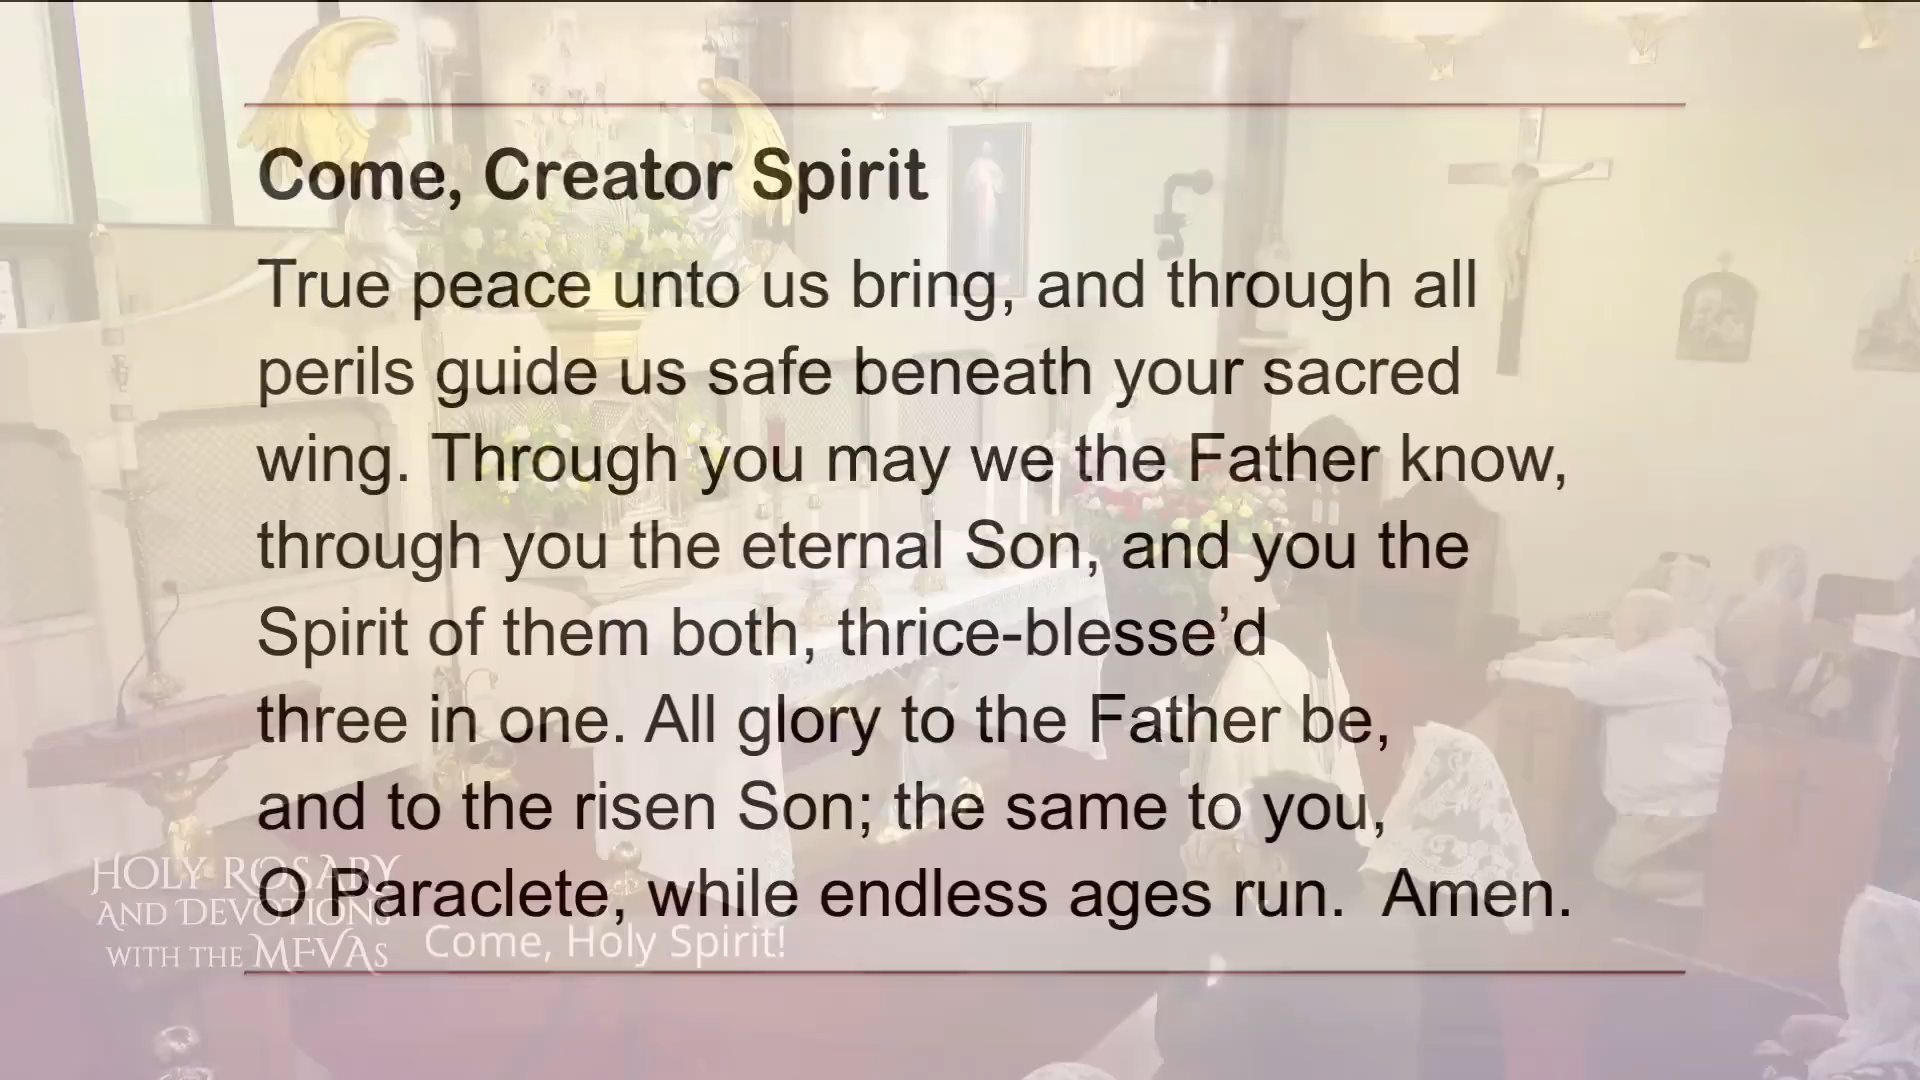 Come, Creator Spirit
True peace unto us bring, and through all
perils guide us safe beneath your sacred
wing. Through you may we the Father know,
through you the eternal Son, and you the
Spirit of them both, thrice-blesse’d
three in one. All glory to the Father be,
and to the risen Son; the same to you,
O Paraclete, while endless ages run. Amen.
HOLY ROSARY
AND DEVOTIONS
WITH THE MFVAs
Come, Holy Spirit!